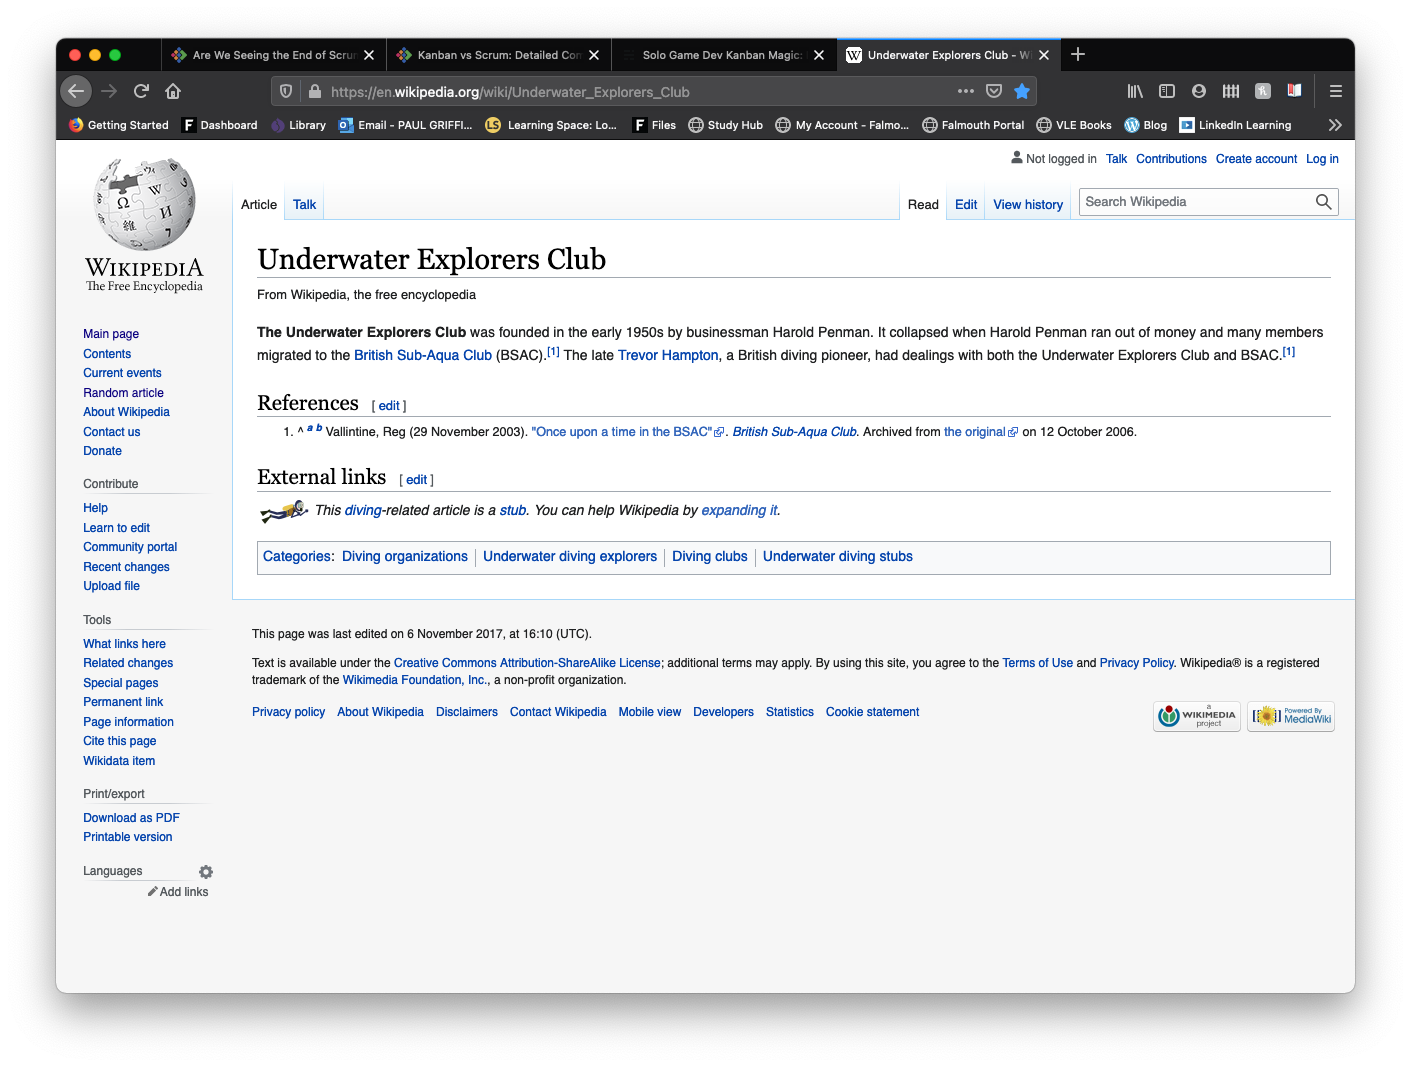 Are We Seeing the End of Scrum
Kanban vs Scrum: Detailed Con
Solo Game Dev Kanban Magic:
Underwater Explorers Club - Wi
https://en.wikipedia.org/wiki/Underwater_Explorers_Club
Getting Started Dashboard Library Email - PAUL GRIFFI... Learning Space: Lo... Files Study Hub My Account - Falmo... Falmouth Portal VLE Books Blog LinkedIn Learning
Not logged in Talk Contributions Create account Log in
Article Talk Read Edit View history Search Wikipedia
WIKIPEDIA
The Free Encyclopedia
Main page
Contents
Current events
Random article
About Wikipedia
Contact us
Donate
Contribute
Help
Learn to edit
Community portal
Recent changes
Upload file
Tools
What links here
Related changes
Special pages
Permanent link
Page information
Cite this page
Wikidata item
Print/export
Download as PDF
Printable version
Languages
Add links
Underwater Explorers Club
From Wikipedia, the free encyclopedia
The Underwater Explorers Club was founded in the early 1950s by businessman Harold Penman. It collapsed when Harold Penman ran out of money and many members
migrated to the British Sub-Aqua Club (BSAC).[1] The late Trevor Hampton, a British diving pioneer, had dealings with both the Underwater Explorers Club and BSAC.[1]
References [ edit ]
1. ^ a b Vallintine, Reg (29 November 2003). "Once upon a time in the BSAC". British Sub-Aqua Club. Archived from the original on 12 October 2006.
External links [ edit ]
This diving-related article is a stub. You can help Wikipedia by expanding it.
Categories: Diving organizations | Underwater diving explorers | Diving clubs | Underwater diving stubs
This page was last edited on 6 November 2017, at 16:10 (UTC).
Text is available under the Creative Commons Attribution-ShareAlike License; additional terms may apply. By using this site, you agree to the Terms of Use and Privacy Policy. Wikipedia® is a registered
trademark of the Wikimedia Foundation, Inc., a non-profit organization.
Privacy policy About Wikipedia Disclaimers Contact Wikipedia Mobile view Developers Statistics Cookie statement
a
WIKIMEDIA
project
Powered By
MediaWiki